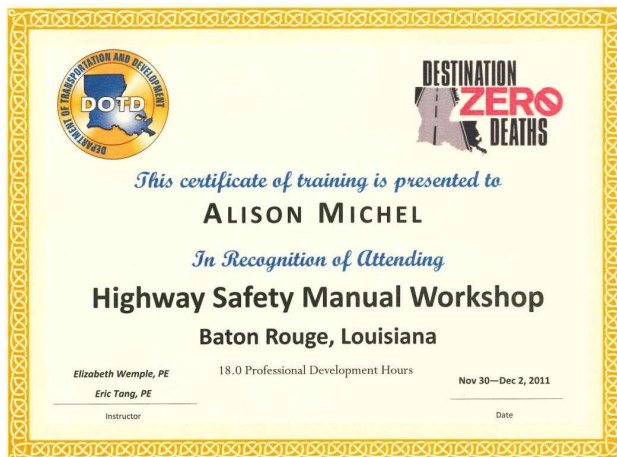 DEPARTMENT OF TRANSPORTATION AND DEVELOPMENT
DOTD
DESTINATION
ZERO
DEATHS
This certificate of training is presented to
ALISON MICHEL
In Recognition of Attending
Highway Safety Manual Workshop
Baton Rouge, Louisiana
18.0 Professional Development Hours
Elizabeth Wemple, PE
Eric Tang, PE
Instructor
Nov 30—Dec 2, 2011
Date